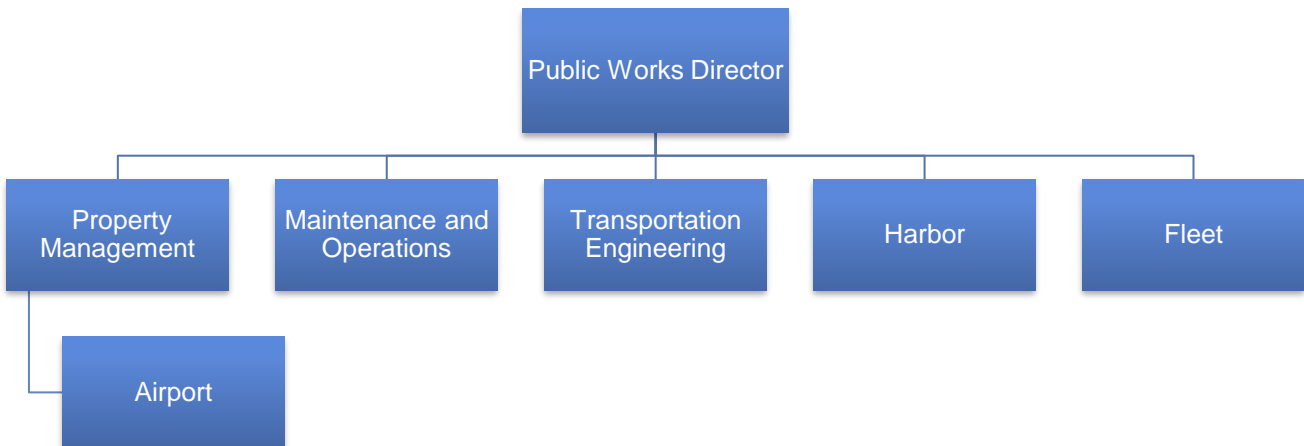 Public Works Director
Property
Management
Maintenance and
Operations
Transportation
Engineering
Harbor
Fleet
Airport